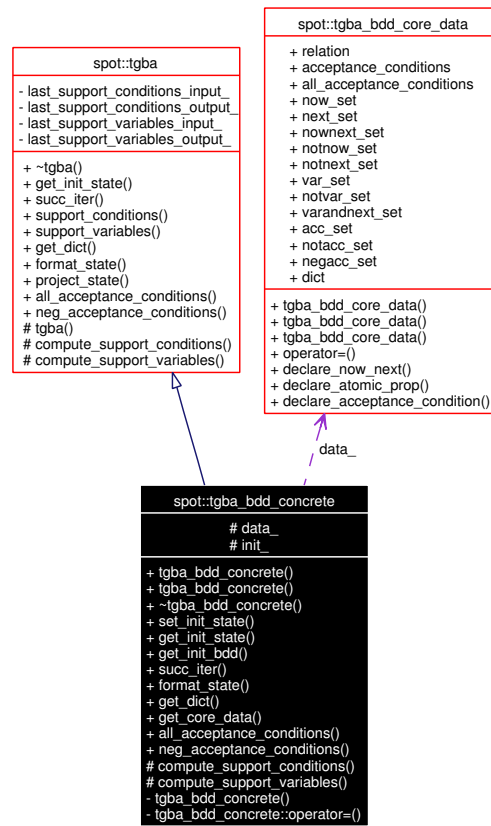 spot::tgba
- last_support_conditions_input_
- last_support_conditions_output_
- last_support_variables_input_
- last_support_variables_output_
+ ~tgba()
+ get_init_state()
+ succ_iter()
+ support_conditions()
+ support_variables()
+ get_dict()
+ format_state()
+ project_state()
+ all_acceptance_conditions()
+ neg_acceptance_conditions()
# tgba()
# compute_support_conditions()
# compute_support_variables()
spot::tgba_bdd_core_data
+ relation
+ acceptance_conditions
+ all_acceptance_conditions
+ now_set
+ next_set
+ nownext_set
+ notnow_set
+ notnext_set
+ var_set
+ notvar_set
+ varandnext_set
+ acc_set
+ notacc_set
+ negacc_set
+ dict
+ tgba_bdd_core_data()
+ tgba_bdd_core_data()
+ tgba_bdd_core_data()
+ operator=()
+ declare_now_next()
+ declare_atomic_prop()
+ declare_acceptance_condition()
data_
spot::tgba_bdd_concrete
# data_
# init_
+ tgba_bdd_concrete()
+ tgba_bdd_concrete()
+ ~tgba_bdd_concrete()
+ set_init_state()
+ get_init_state()
+ get_init_bdd()
+ succ_iter()
+ format_state()
+ get_dict()
+ get_core_data()
+ all_acceptance_conditions()
+ neg_acceptance_conditions()
# compute_support_conditions()
# compute_support_variables()
- tgba_bdd_concrete()
- tgba_bdd_concrete::operator=()